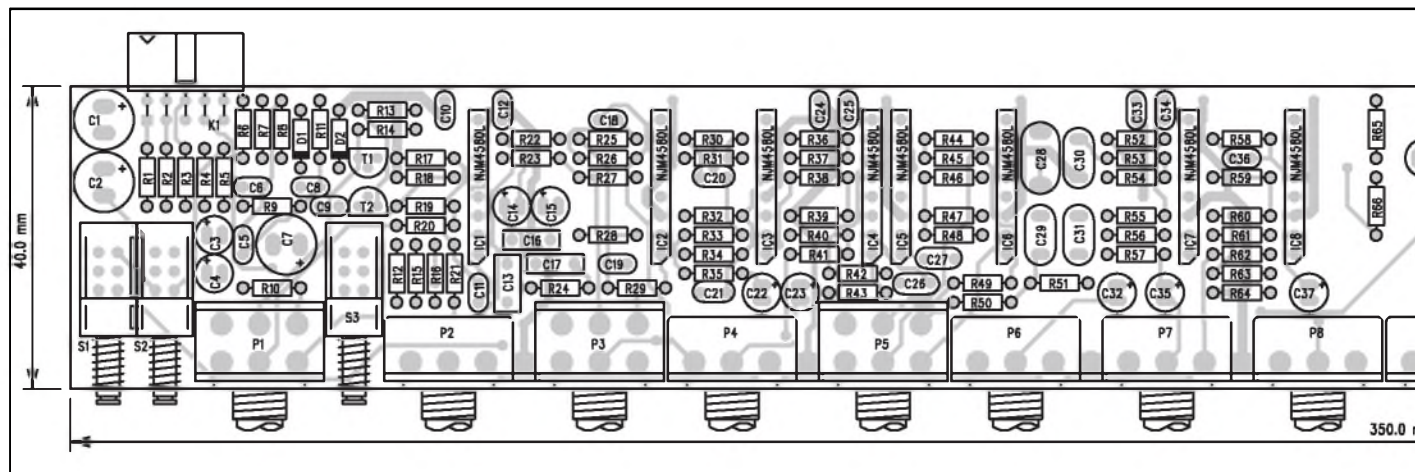 C1
+
K1
R6
R7
R8
D1
R11
D2
R13
R14
C10
C12
NJM4580L
R22
R23
C18
R25
R26
R27
NJM4580L
R30
R31
C20
NJM4580L
C24
C25
R36
R37
R38
NJM4580L
NJM4580L
R44
R45
R46
NJM4580L
C28
C30
C33
C34
R52
R53
R54
NJM4580L
R58
C36
R59
NJM4580L
R65
C2
+
R1
R2
R3
R4
R5
C6
C8
R9
C9
T1
T2
R17
R18
R19
R20
IC1
C14
+
C15
+
C16
R28
IC2
R32
R33
R34
R35
IC3
R39
R40
R41
IC4
IC5
R47
R48
C27
IC6
C29
C31
R55
R56
R57
IC7
R60
R61
R62
R63
R64
IC8
R66
C3
+
C4
+
C5
C7
+
R10
R12
R15
R16
R21
C11
C13
C17
R24
C19
R29
C21
C22
+
C23
+
R42
R43
C26
R49
R50
R51
C32
+
C35
+
C37
+
40.0 mm
S1
S2
P1
S3
P2
P3
P4
P5
P6
P7
P8
350.0